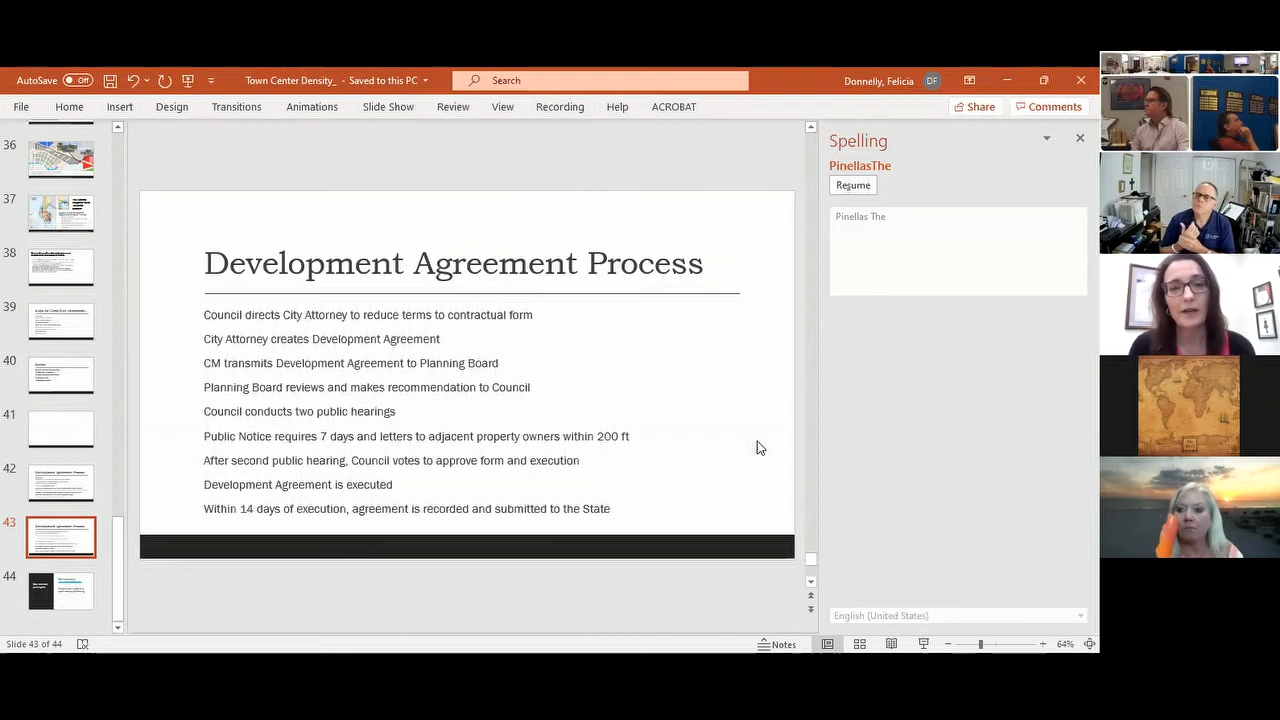 AutoSave Off
Town Center Density_ - Saved to this PC
Search
Donnelly, Felicia DF
File Home Insert Design Transitions Animations Slide Show Review View Recording Help ACROBAT
Share Comments
36
37
38
39
40
41
42
43
44
Development Agreement Process
Council directs City Attorney to reduce terms to contractual form
City Attorney creates Development Agreement
CM transmits Development Agreement to Planning Board
Planning Board reviews and makes recommendation to Council
Council conducts two public hearings
Public Notice requires 7 days and letters to adjacent property owners within 200 ft
After second public hearing, Council votes to approve form and execution
Development Agreement is executed
Within 14 days of execution, agreement is recorded and submitted to the State
Spelling
PinellasThe
Resume
Pinellas The
English (United States)
Slide 43 of 44
Notes
64%